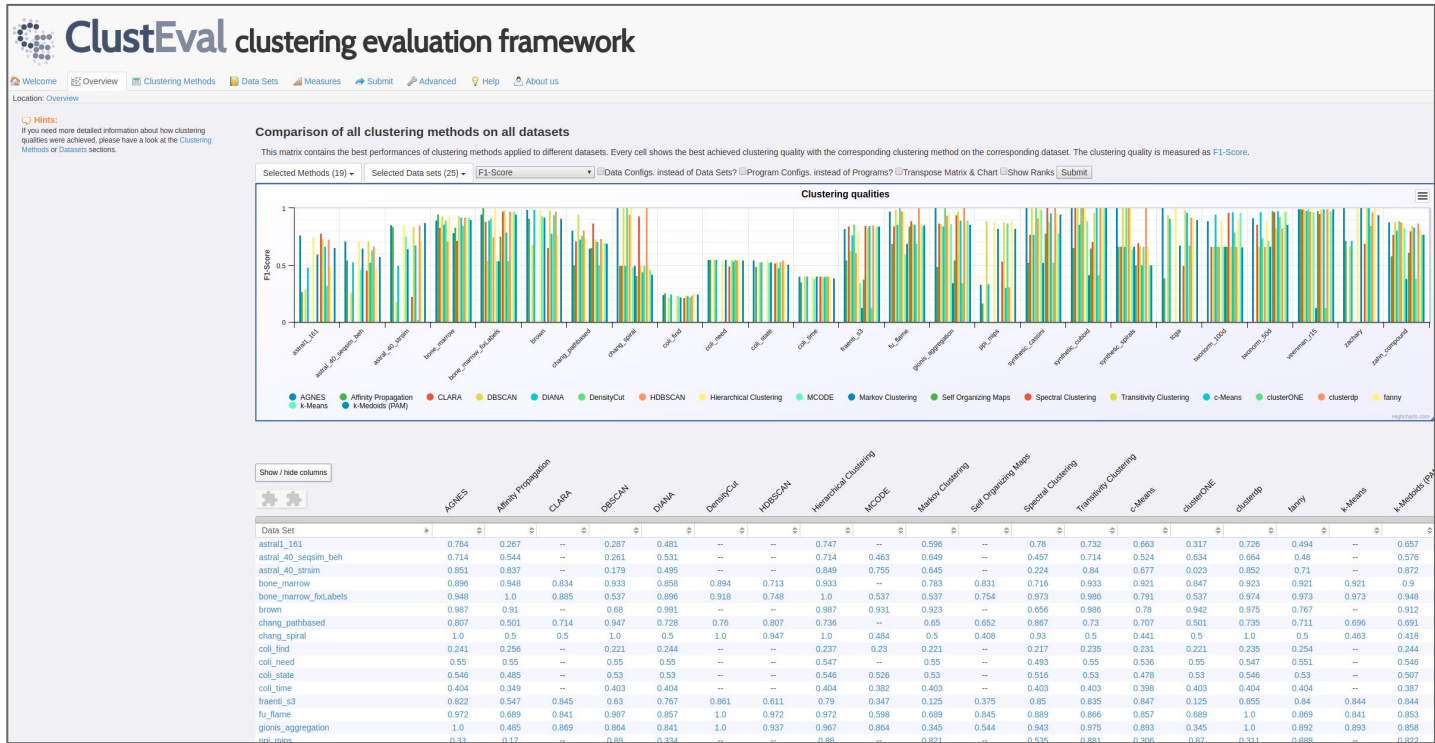 ClustEval clustering evaluation framework
Welcome Overview Clustering Methods Data Sets Measures Submit Advanced Help About us
Location: Overview
Hints:
If you need more detailed information about how clustering
qualities were achieved, please have a look at the Clustering
Methods or Datasets sections.
Comparison of all clustering methods on all datasets
This matrix contains the best performances of clustering methods applied to different datasets. Every cell shows the best achieved clustering quality with the corresponding clustering method on the corresponding dataset. The clustering quality is measured as F1-Score.
Selected Methods (19) Selected Data sets (25) F1-Score Data Configs. instead of Data Sets? Program Configs. instead of Programs? Transpose Matrix & Chart Show Ranks Submit
Clustering qualities
F1-Score
1
0.5
0
astral1_161 astral_40_seqsim_beh astral_40_strsim bone_marrow bone_marrow_fixLabels brown chang_pathbased chang_spiral coli_find coli_need coli_state coli_time fraenti_s3 fu_flame gionis_aggregation ppi_mips synthetic_cassini synthetic_cuboid synthetic_spirals tcga twonorm_100d twonorm_50d veenman_r15 zachary zahn_compound
AGNES Affinity Propagation CLARA DBSCAN DIANA DensityCut HDBSCAN Hierarchical Clustering MCODE Markov Clustering Self Organizing Maps Spectral Clustering Transitivity Clustering c-Means clusterONE clusterdp fanny
k-Means k-Medoids (PAM)
Highcharts.com
Show / hide columns
AGNES Affinity Propagation CLARA DBSCAN DIANA DensityCut HDBSCAN Hierarchical Clustering MCODE Markov Clustering Self Organizing Maps Spectral Clustering Transitivity Clustering c-Means clusterONE clusterdp fanny k-Means k-Medoids (PAM
Data Set
astral1_161 0.764 0.267 -- 0.287 0.481 -- -- 0.747 -- 0.596 -- 0.78 0.732 0.663 0.317 0.726 0.494 -- 0.657
astral_40_seqsim_beh 0.714 0.544 -- 0.261 0.531 -- -- 0.714 0.463 0.649 -- 0.457 0.714 0.524 0.634 0.664 0.48 -- 0.576
astral_40_strsim 0.851 0.837 -- 0.179 0.495 -- -- 0.849 0.755 0.645 -- 0.224 0.84 0.677 0.023 0.852 0.71 -- 0.872
bone_marrow 0.896 0.948 0.834 0.933 0.858 0.894 0.713 0.933 -- 0.783 0.831 0.716 0.933 0.921 0.847 0.923 0.921 0.921 0.9
bone_marrow_fixLabels 0.948 1.0 0.885 0.537 0.896 0.918 0.748 1.0 0.537 0.537 0.754 0.973 0.986 0.791 0.537 0.974 0.973 0.973 0.948
brown 0.987 0.91 -- 0.68 0.991 -- -- 0.987 0.931 0.923 -- 0.656 0.986 0.78 0.942 0.975 0.767 -- 0.912
chang_pathbased 0.807 0.501 0.714 0.947 0.728 0.76 0.807 0.736 -- 0.65 0.652 0.867 0.73 0.707 0.501 0.735 0.711 0.696 0.691
chang_spiral 1.0 0.5 0.5 1.0 0.5 1.0 0.947 1.0 0.484 0.5 0.408 0.93 0.5 0.441 0.5 1.0 0.5 0.463 0.418
coli_find 0.241 0.256 -- 0.221 0.244 -- -- 0.237 0.23 0.221 -- 0.217 0.235 0.231 0.221 0.235 0.254 -- 0.244
coli_need 0.55 0.55 -- 0.55 0.55 -- -- 0.547 -- 0.55 -- 0.493 0.55 0.536 0.55 0.547 0.551 -- 0.546
coli_state 0.546 0.485 -- 0.53 0.53 -- -- 0.546 0.526 0.53 -- 0.516 0.53 0.478 0.53 0.546 0.53 -- 0.507
coli_time 0.404 0.349 -- 0.403 0.404 -- -- 0.404 0.382 0.403 -- 0.403 0.403 0.398 0.403 0.404 0.404 -- 0.387
fraenti_s3 0.822 0.547 0.845 0.63 0.767 0.861 0.611 0.79 0.347 0.125 0.375 0.85 0.835 0.847 0.125 0.855 0.84 0.844 0.844
fu_flame 0.972 0.689 0.841 0.987 0.857 1.0 0.972 0.972 0.598 0.689 0.845 0.889 0.866 0.857 0.689 1.0 0.869 0.841 0.853
gionis_aggregation 1.0 0.485 0.869 0.864 0.841 1.0 0.937 0.967 0.864 0.345 0.544 0.943 0.975 0.893 0.345 1.0 0.892 0.893 0.858
ppi_mips 0.33 0.17 -- 0.89 0.334 -- -- 0.88 -- 0.821 -- 0.535 0.881 0.306 0.87 0.311 0.888 -- 0.822